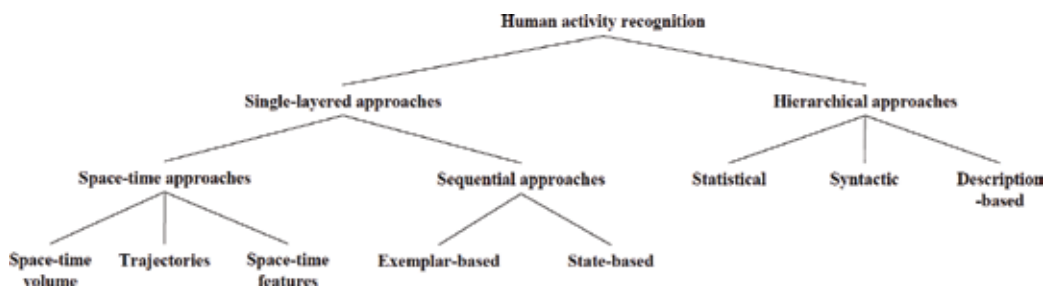 Human activity recognition
Single-layered approaches
Hierarchical approaches
Space-time approaches
Sequential approaches
Statistical
Syntactic
Description
-based
Space-time
volume
Trajectories
Space-time
features
Exemplar-based
State-based